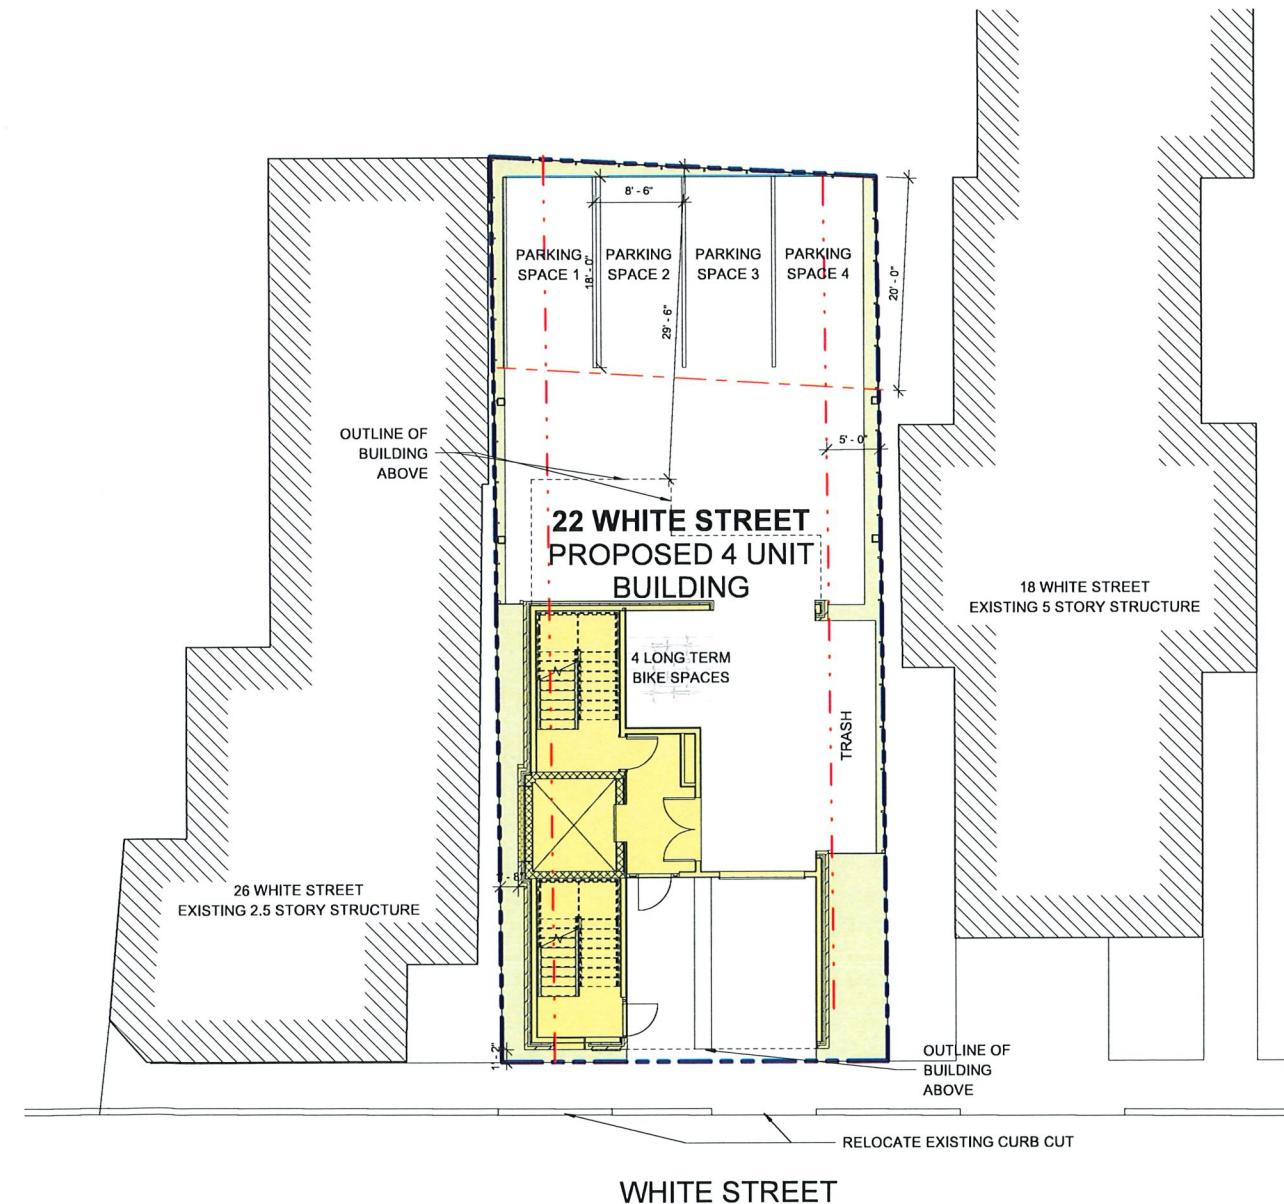 8' - 6"
PARKING
SPACE 1
PARKING
SPACE 2
PARKING
SPACE 3
PARKING
SPACE 4
18' - 0"
29' - 6"
20' - 0"
OUTLINE OF
BUILDING
ABOVE
5' - 0"
22 WHITE STREET
PROPOSED 4 UNIT
BUILDING
18 WHITE STREET
EXISTING 5 STORY STRUCTURE
4 LONG TERM
BIKE SPACES
TRASH
26 WHITE STREET
EXISTING 2.5 STORY STRUCTURE
1' - 2"
OUTLINE OF
BUILDING
ABOVE
RELOCATE EXISTING CURB CUT
WHITE STREET